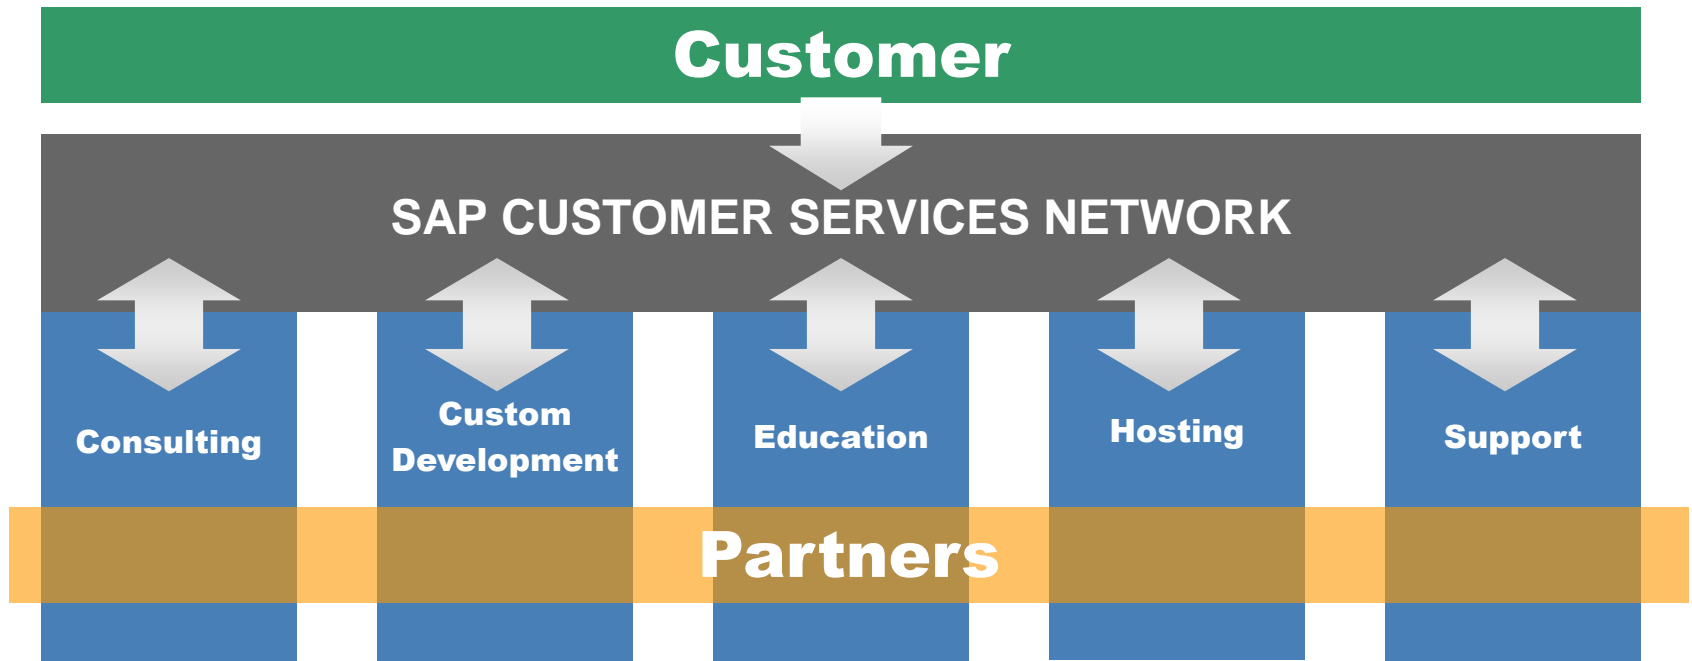 Customer
SAP CUSTOMER SERVICES NETWORK
Consulting
Custom
Development
Education
Hosting
Support
Partners